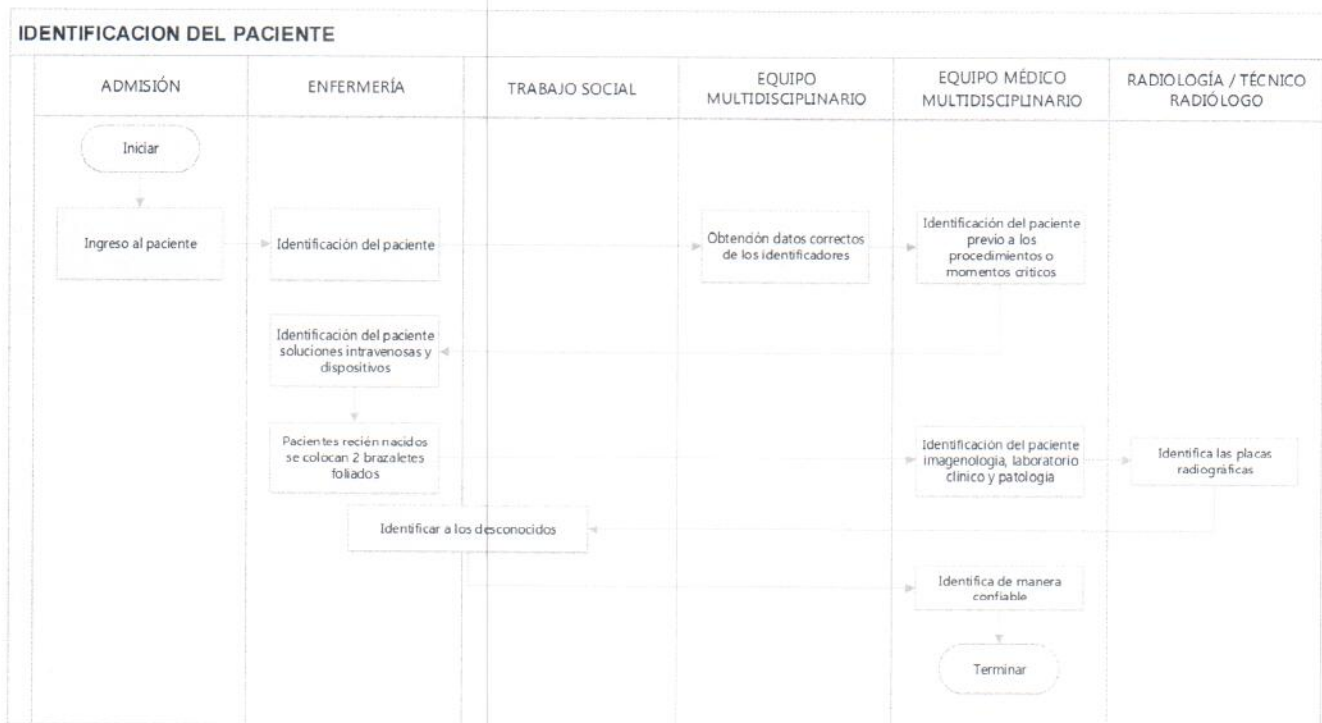 IDENTIFICACION DEL PACIENTE
ADMISIÓN
ENFERMERÍA
TRABAJO SOCIAL
EQUIPO
MULTIDISCIPLINARIO
EQUIPO MÉDICO
MULTIDISCIPLINARIO
RADIOLOGÍA / TÉCNICO
RADIÓLOGO
Iniciar
Ingreso al paciente
Identificación del paciente
Obtención datos correctos
de los identificadores
Identificación del paciente
previo a los
procedimientos o
momentos criticos
Identificación del paciente
soluciones intravenosas y
dispositivos
Pacientes recién nacidos
se colocan 2 brazaletes
foliados
Identificación del paciente
imagenología, laboratorio
clínico y patología
Identifica las placas
radiográficas
Identificar a los desconocidos
Identifica de manera
confiable
Terminar